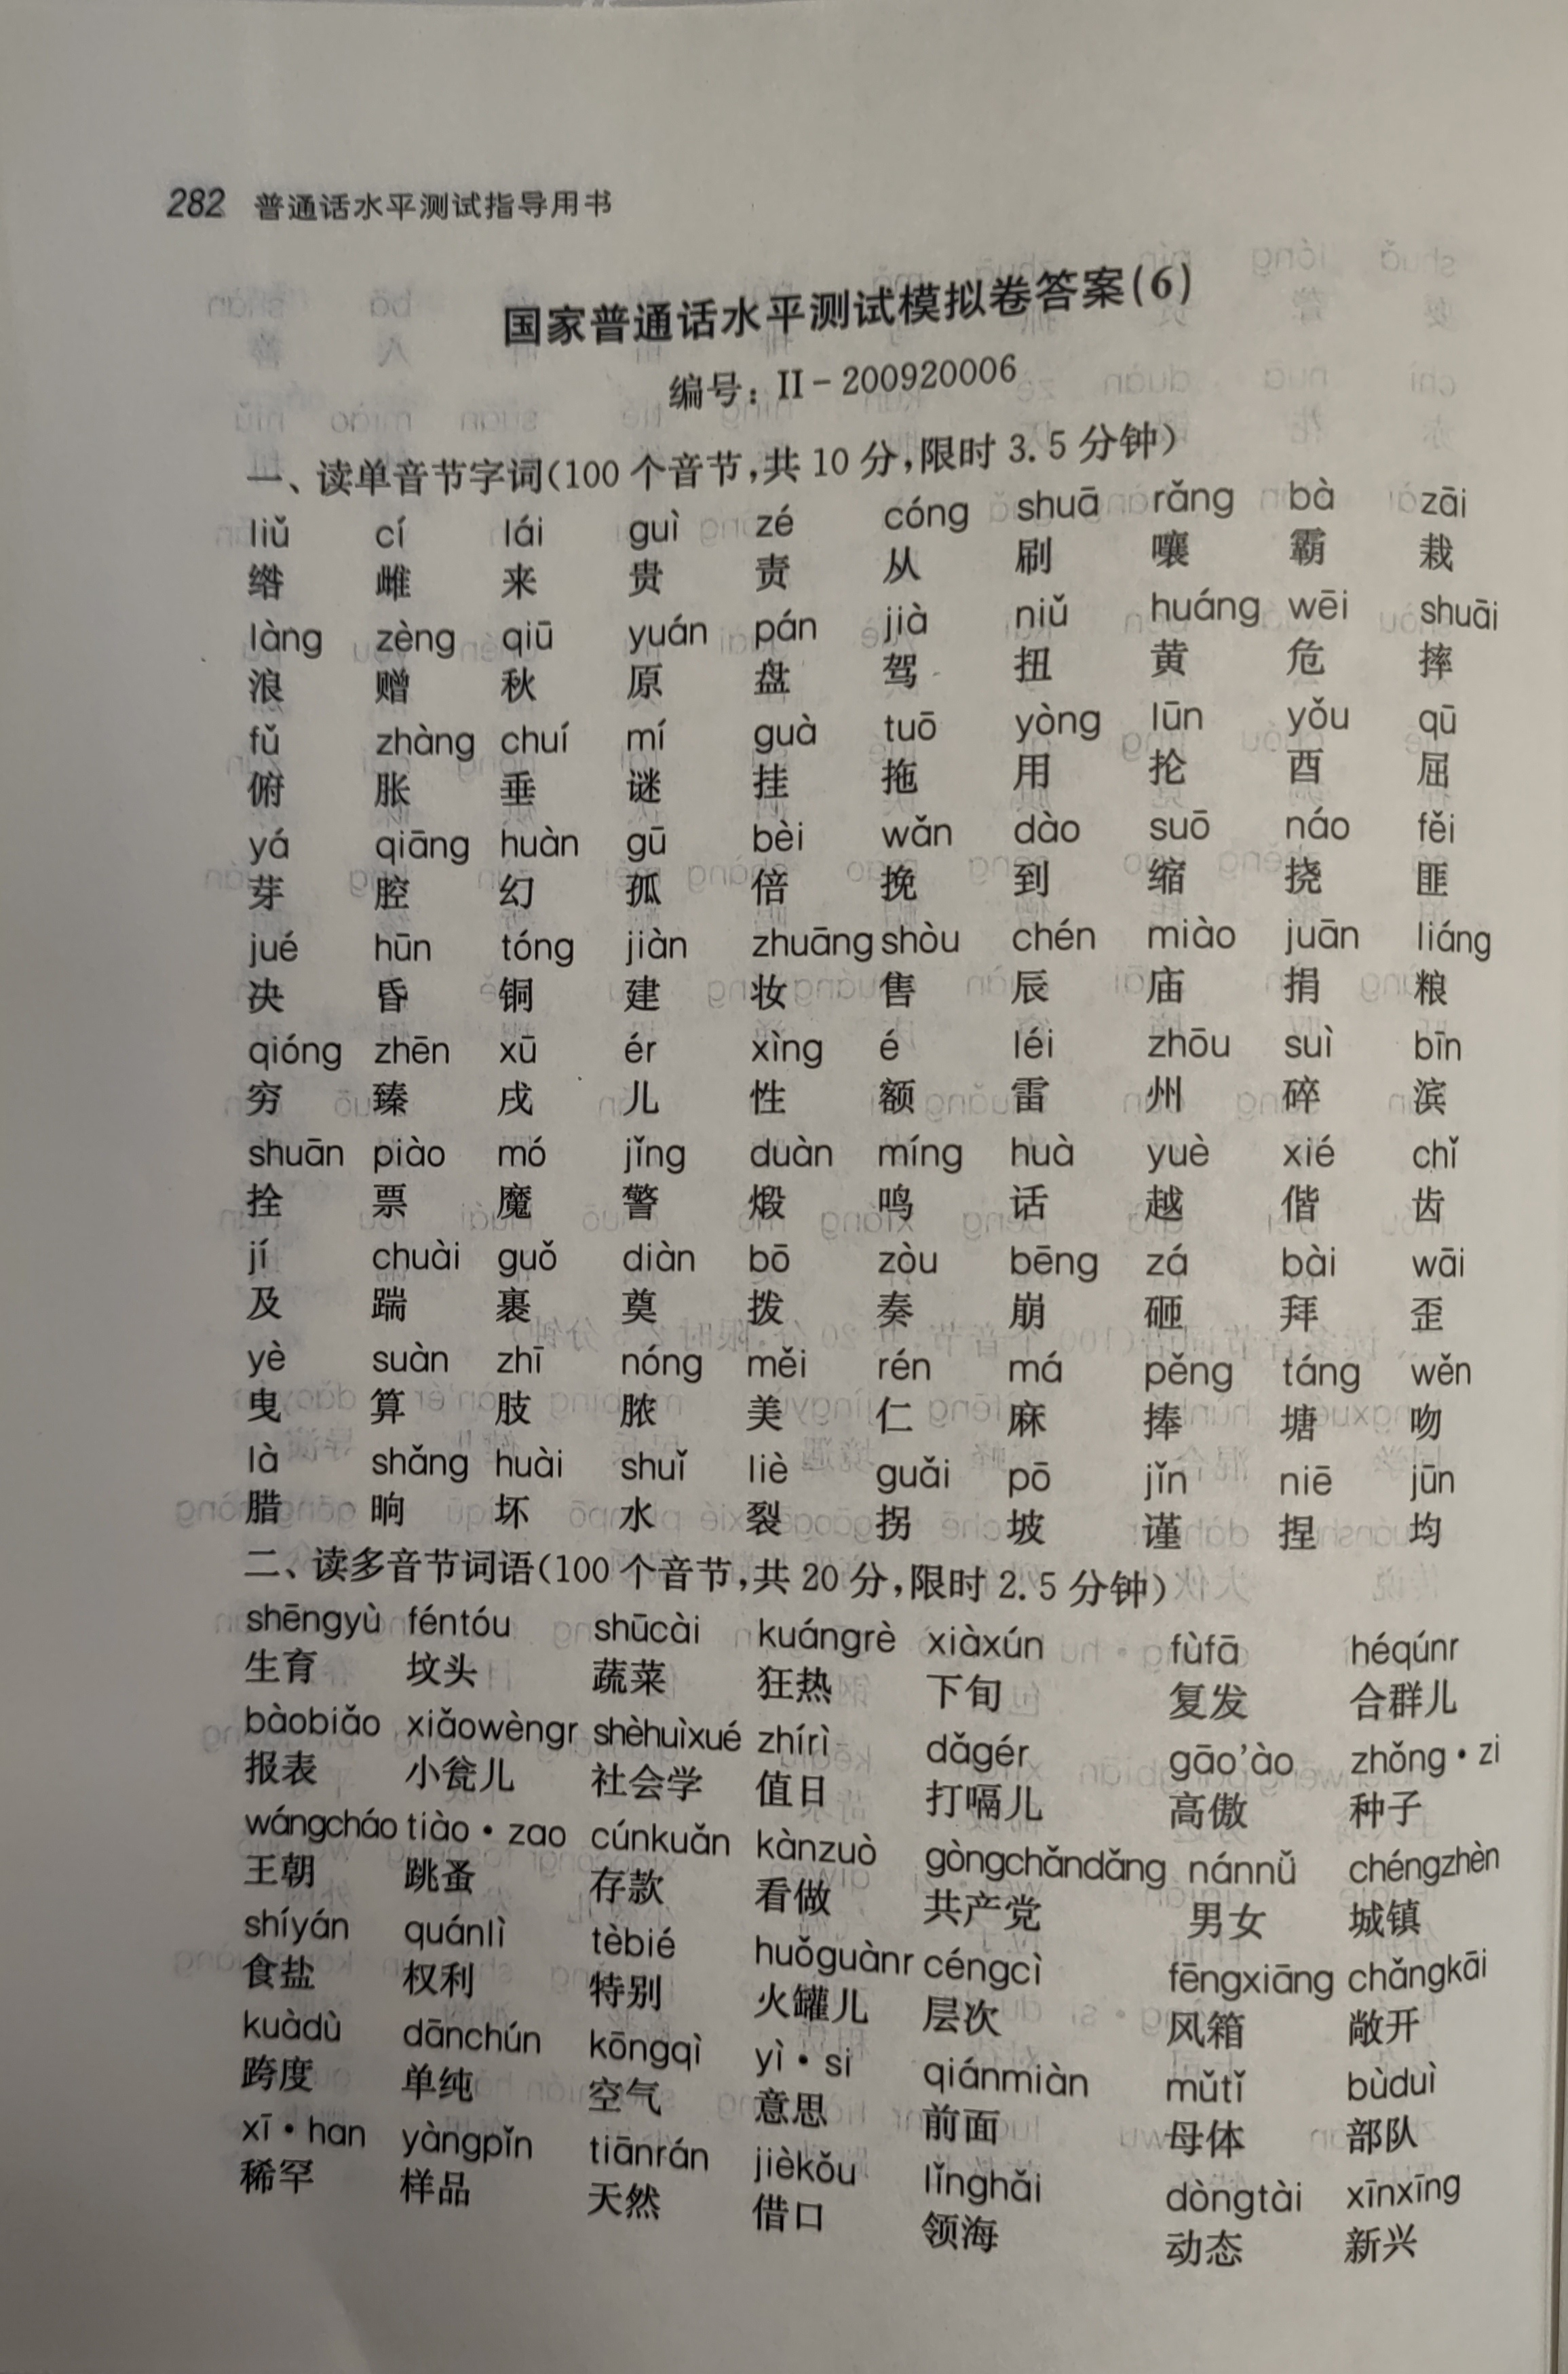 282 普通话水平测试指导用书
国家普通话水平测试模拟卷答案(6)
编号：II-200920006
一、读单音节字词(100个音节,共10分,限时3.5分钟)
liǔ cí lái guì zé cóng shuā rǎng bà zāi
绺 雌 来 贵 责 从 刷 嚷 霸 栽
làng zèng qiū yuán pán jià niǔ huáng wēi shuāi
浪 赠 秋 原 盘 驾 扭 黄 危 摔
fǔ zhàng chuí mí guà tuō yòng lūn yǒu qū
俯 胀 垂 谜 挂 拖 用 抡 酉 屈
yá qiāng huàn gū bèi wǎn dào suō náo fěi
芽 腔 幻 孤 倍 挽 到 缩 挠 匪
jué hūn tóng jiàn zhuāng shòu chén miào juān liáng
决 昏 铜 建 妆 售 辰 庙 捐 粮
qióng zhēn xū ér xìng é léi zhōu suì bīn
穷 臻 戌 儿 性 额 雷 州 碎 滨
shuān piào mó jǐng duàn míng huà yuè xié chǐ
拴 票 魔 警 煅 鸣 话 越 偕 齿
jí chuài guǒ diàn bō zòu bēng zá bài wāi
及 踹 裹 奠 拨 奏 崩 砸 拜 歪
yè suàn zhī nóng měi rén má pěng táng wěn
曳 算 肢 脓 美 仁 麻 捧 塘 吻
là shǎng huài shuǐ liè guǎi pō jǐn niē jūn
腊 晌 坏 水 裂 拐 坡 谨 捏 均
二、读多音节词语(100个音节,共20分,限时2.5分钟)
shēngyù féntóu shūcài kuángrè xiàxún fùfā héqúnr
生育 坟头 蔬菜 狂热 下旬 复发 合群儿
bàobiǎo xiǎowèngr shèhuìxué zhírì dǎgér gāo’ào zhǒng·zi
报表 小瓮儿 社会学 值日 打嗝儿 高傲 种子
wángcháo tiào·zao cúnkuǎn kànzuò gòngchǎndǎng nánnǚ chéngzhèn
王朝 跳蚤 存款 看做 共产党 男女 城镇
shíyán quánlì tèbié huǒguànr céngcì fēngxiāng chǎngkāi
食盐 权利 特别 火罐儿 层次 风箱 敞开
kuàdù dānchún kōngqì yì·si qiánmiàn mǔtǐ bùduì
跨度 单纯 空气 意思 前面 母体 部队
xī·han yàngpǐn tiānrán jièkǒu lǐnghǎi dòngtài xīnxīng
稀罕 样品 天然 借口 领海 动态 新兴